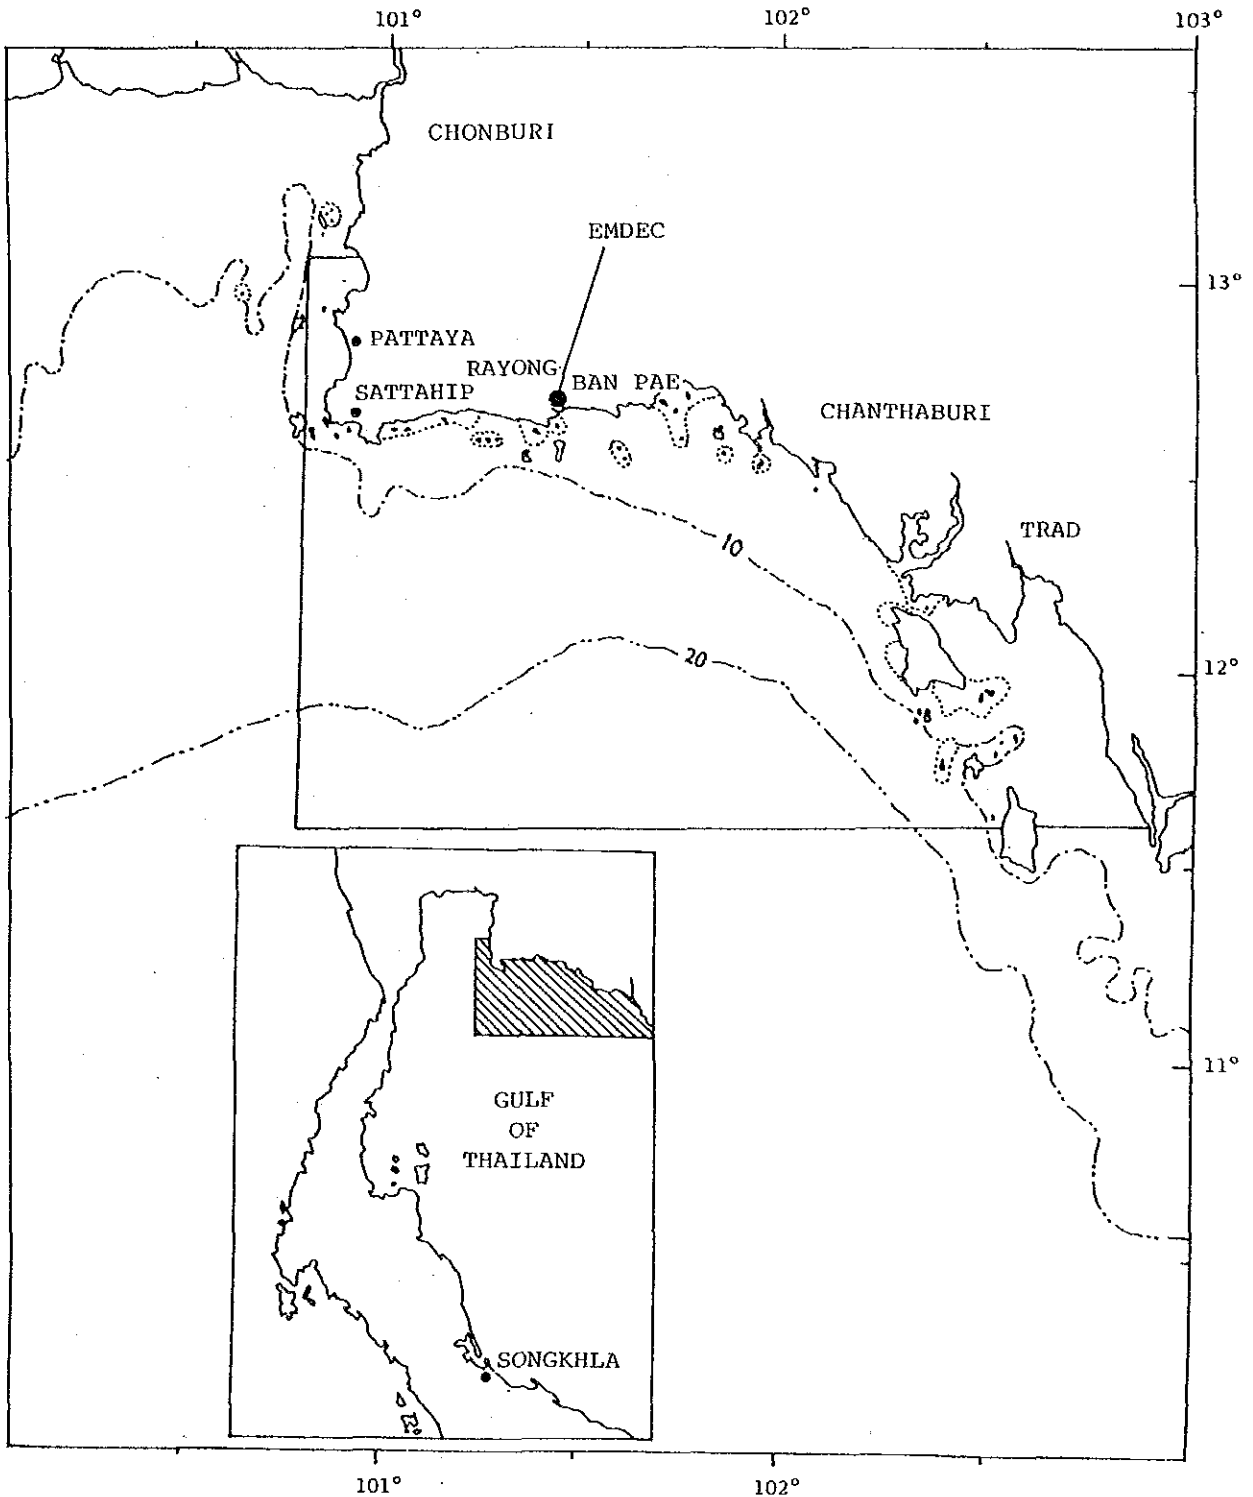 101°
102°
103°
CHONBURI
EMDEC
13°
PATTAYA
RAYONG
BAN PAE
SATTAHIP
CHANTHABURI
TRAD
10
20
12°
11°
GULF
OF
THAILAND
SONGKHLA
101°
102°